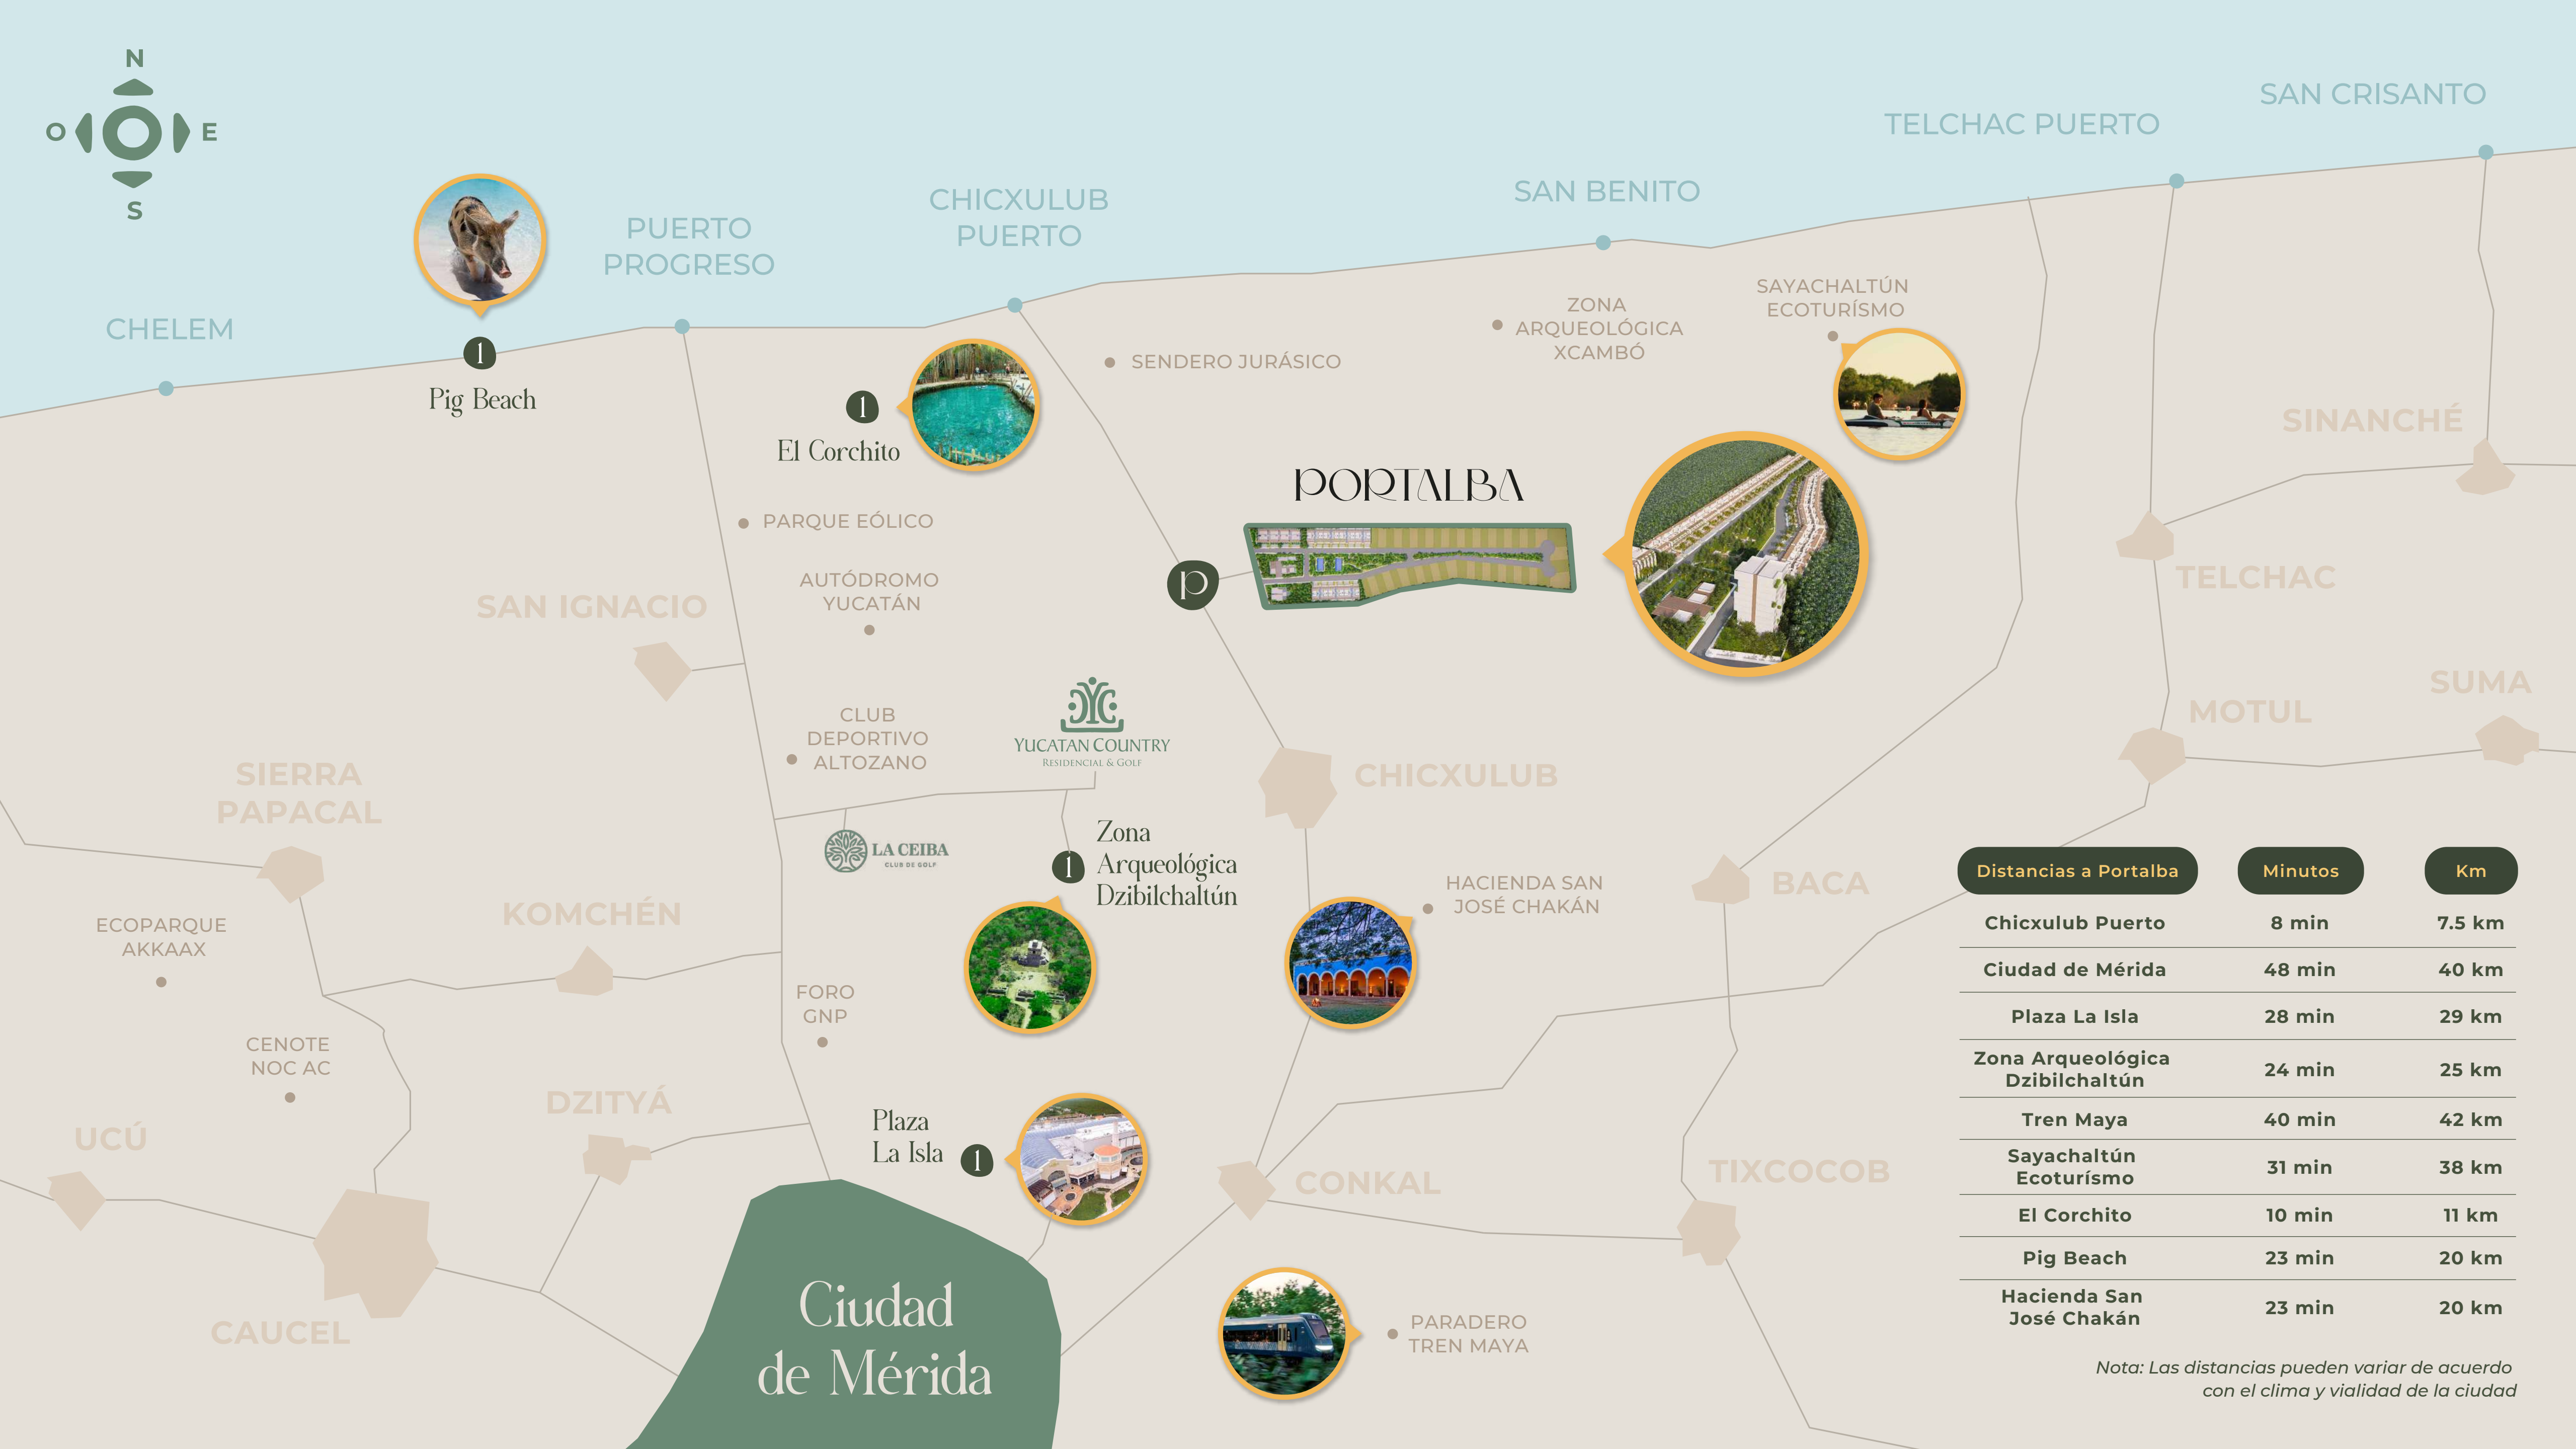 N
O
E
S
SAN CRISANTO
TELCHAC PUERTO
SAN BENITO
CHICXULUB
PUERTO
PUERTO
PROGRESO
CHELEM
1
Pig Beach
1
El Corchito
SENDERO JURÁSICO
ZONA
ARQUEOLÓGICA
XCAMBÓ
SAYACHALTÚN
ECOTURÍSMO
SINANCHÉ
PORTALBA
P
PARQUE EÓLICO
AUTÓDROMO
YUCATÁN
SAN IGNACIO
TELCHAC
SUMA
MOTUL
CLUB
DEPORTIVO
ALTOZANO
YUCATAN COUNTRY
RESIDENCIAL & GOLF
CHICXULUB
SIERRA
PAPACAL
LA CEIBA
CLUB DE GOLF
1
Zona
Arqueológica
Dzibilchaltún
HACIENDA SAN
JOSÉ CHAKÁN
BACA
KOMCHÉN
ECOPARQUE
AKKAAX
FORO
GNP
CENOTE
NOC AC
DZITYÁ
UCÚ
Plaza
La Isla
1
CONKAL
TIXCOCOB
CAUCEL
Ciudad
de Mérida
PARADERO
TREN MAYA
Distancias a Portalba Minutos Km
Chicxulub Puerto 8 min 7.5 km
Ciudad de Mérida 48 min 40 km
Plaza La Isla 28 min 29 km
Zona Arqueológica
Dzibilchaltún 24 min 25 km
Tren Maya 40 min 42 km
Sayachaltún
Ecoturísmo 31 min 38 km
El Corchito 10 min 11 km
Pig Beach 23 min 20 km
Hacienda San
José Chakán 23 min 20 km
Nota: Las distancias pueden variar de acuerdo
con el clima y vialidad de la ciudad